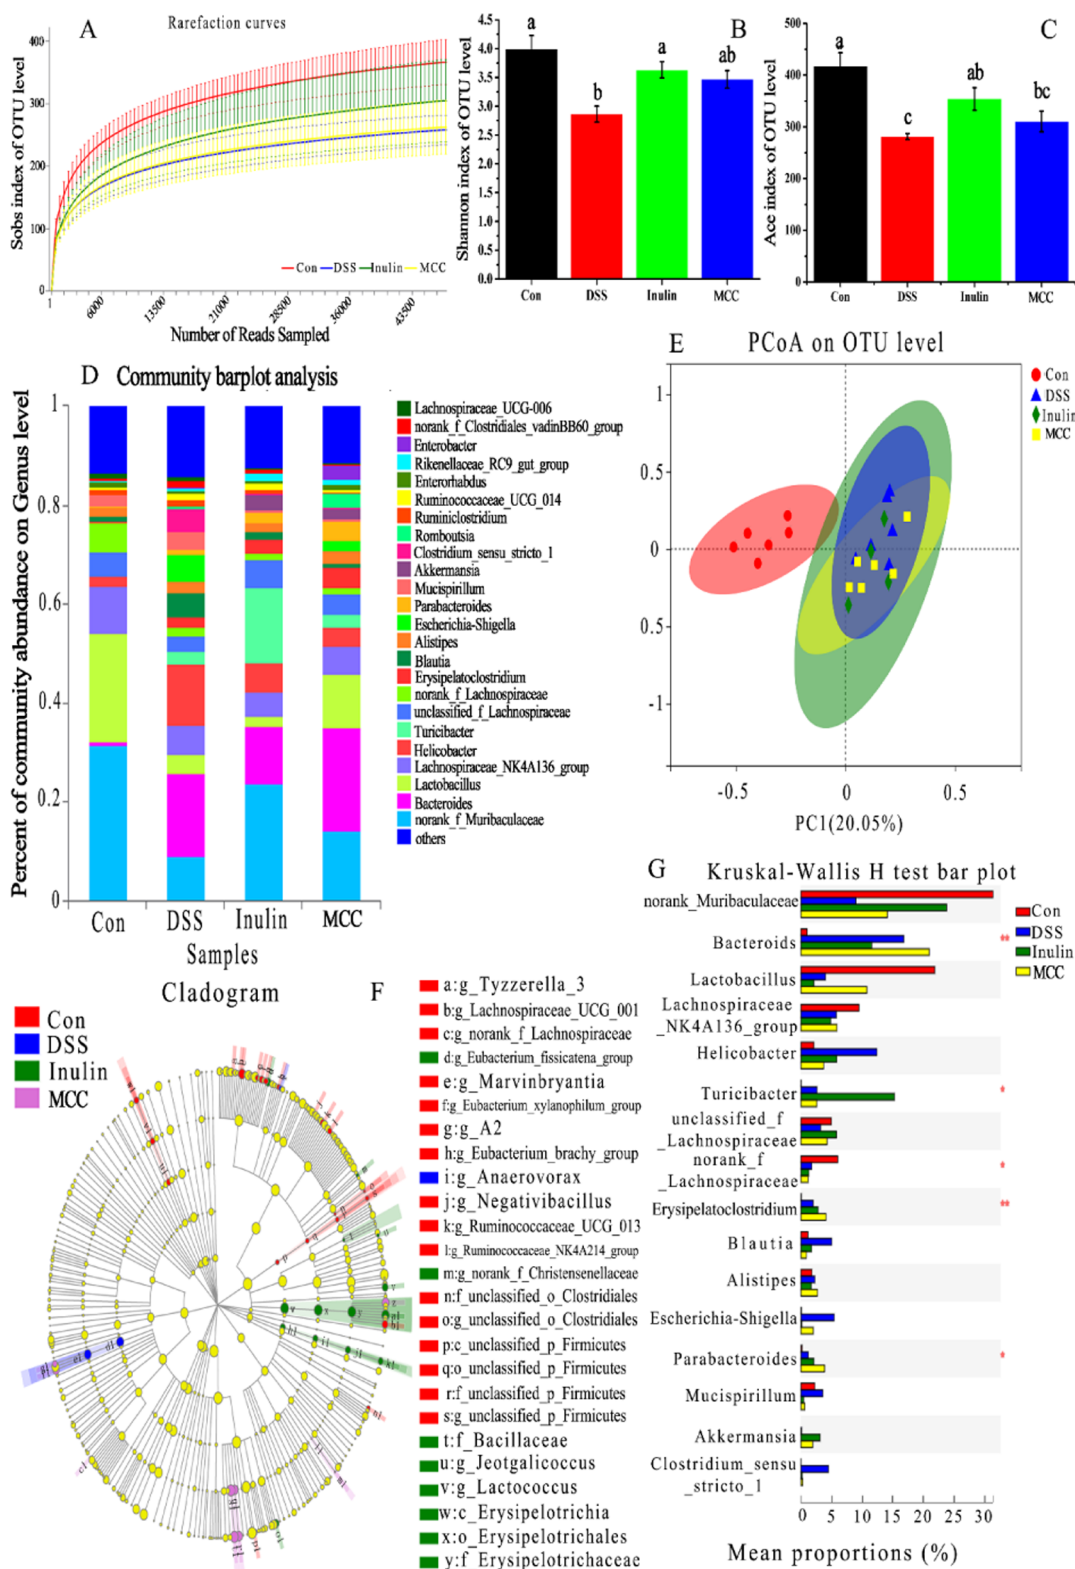 A
Rarefaction curves
Sobs index of OTU level
400
300
200
100
0
1
6000
13500
21000
28500
36000
43500
Con
DSS
Inulin
MCC
Number of Reads Sampled
B
Shannon index of OTU level
4.5
4.0
3.5
3.0
2.5
2.0
1.5
1.0
0.5
0.0
a
b
a
ab
Con
DSS
Inulin
MCC
C
Ace index of OTU level
500
400
300
200
100
0
a
c
ab
bc
Con
DSS
Inulin
MCC
D
Community barplot analysis
Percent of community abundance on Genus level
1
0.8
0.6
0.4
0.2
0
Con
DSS
Inulin
MCC
Samples
Lachnospiraceae_UCG-006
norank_f_Clostridiales_vadinBB60_group
Enterobacter
Rikenellaceae_RC9_gut_group
Enterorhabdus
Ruminococcaceae_UCG_014
Ruminiclostridium
Romboutsia
Clostridium_sensu_stricto_1
Akkermansia
Mucispirillum
Parabacteroides
Escherichia-Shigella
Alistipes
Blautia
Erysipelatoclostridium
norank_f_Lachnospiraceae
unclassified_f_Lachnospiraceae
Turicibacter
Helicobacter
Lachnospiraceae_NK4A136_group
Lactobacillus
Bacteroides
norank_f_Muribaculaceae
others
E
PCoA on OTU level
Con
DSS
Inulin
MCC
1
0.5
0
0.5
-1
-0.5
0
0.5
PC1(20.05%)
F
Cladogram
Con
DSS
Inulin
MCC
a:g_Tyzzerella_3
b:g_Lachnospiraceae_UCG_001
c:g_norank_f_Lachnospiraceae
d:g_Eubacterium_fissicatena_group
e:g_Marvinbryantia
f:g_Eubacterium_xylanophilum_group
g:g_A2
h:g_Eubacterium_brachy_group
i:g_Anaerovorax
j:g_Negativibacillus
k:g_Ruminococcaceae_UCG_013
l:g_Ruminococcaceae_NK4A214_group
m:g_norank_f_Christensenellaceae
n:f_unclassified_o_Clostridiales
o:g_unclassified_o_Clostridiales
p:c_unclassified_p_Firmicutes
q:o_unclassified_p_Firmicutes
r:f_unclassified_p_Firmicutes
s:g_unclassified_p_Firmicutes
t:f_Bacillaceae
u:g_Jeotgalicoccus
v:g_Lactococcus
w:c_Erysipelotrichia
x:o_Erysipelotrichales
y:f_Erysipelotrichaceae
G
Kruskal-Wallis H test bar plot
Con
DSS
Inulin
MCC
norank_Muribaculaceae
Bacteroids
**
Lactobacillus
Lachnospiraceae
_NK4A136_group
Helicobacter
Turicibacter
*
unclassified_f
_Lachnospiraceae
norank_f
_Lachnospiraceae
*
Erysipelatoclostridium
**
Blautia
Alistipes
Escherichia-Shigella
Parabacteroides
*
Mucispirillum
Akkermansia
Clostridium_sensu
_stricto_1
0
5
10
15
20
25
30
Mean proportions (%)